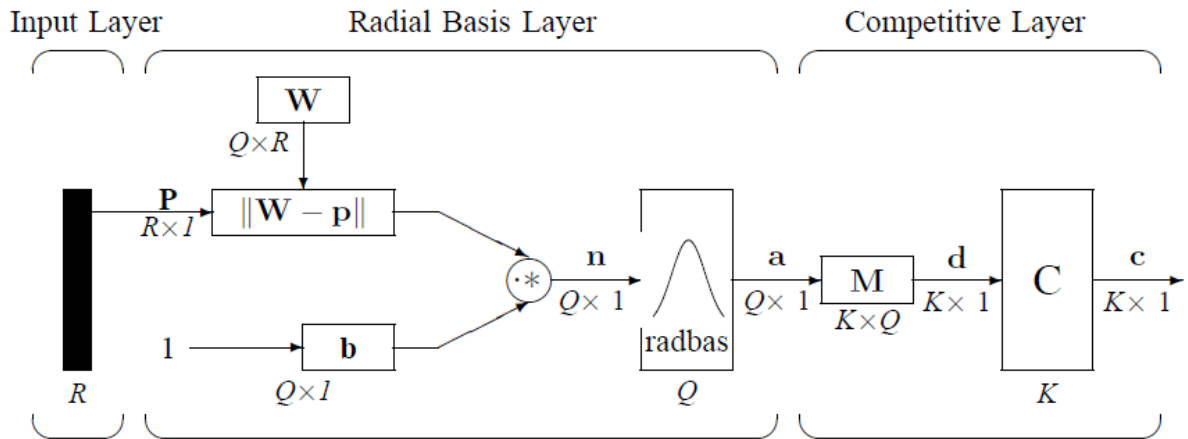 Input Layer Radial Basis Layer Competitive Layer
W
Q×R
P
R×1
‖W − p‖
n
Q× 1
a
Q× 1
M
K×Q
d
K× 1
C
c
K× 1
·*
1
b
Q×1
radbas
R
Q
K